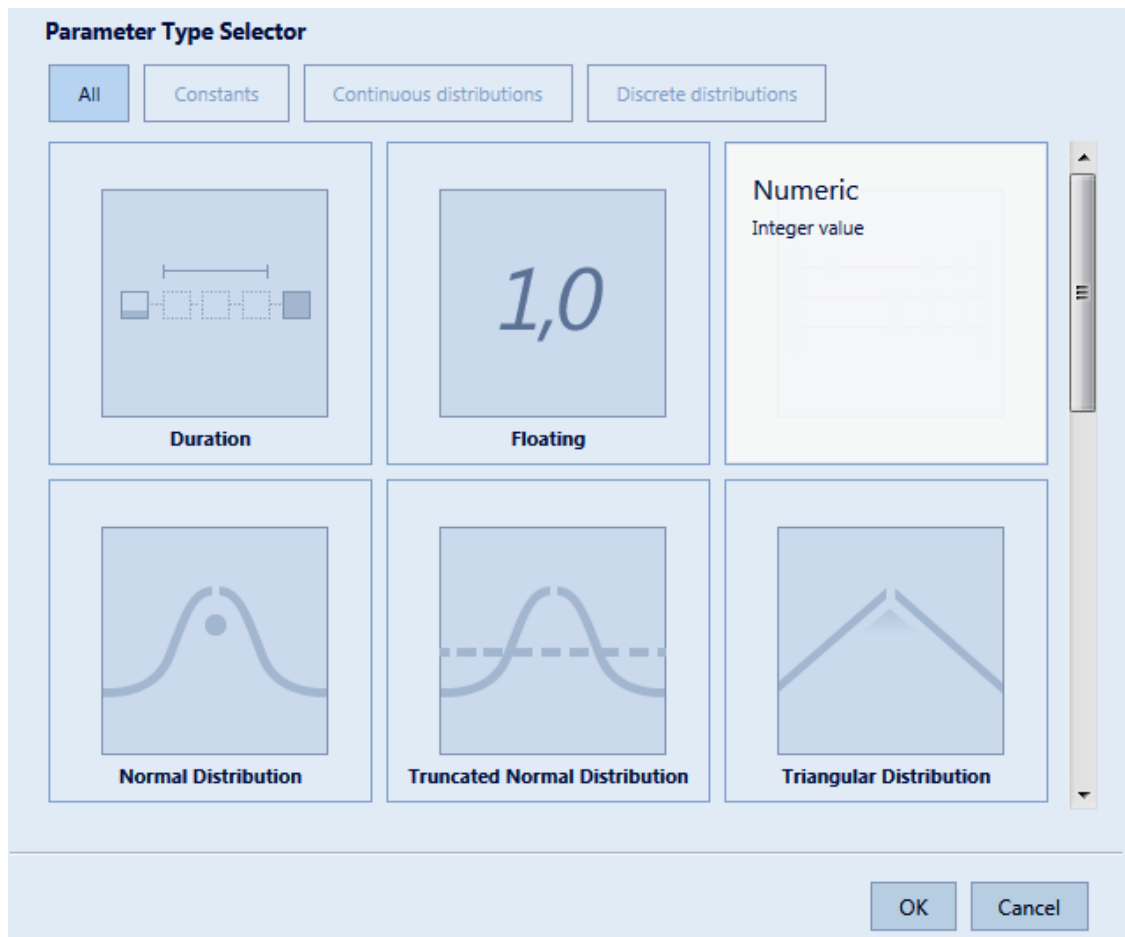 Parameter Type Selector
All Constants Continuous distributions Discrete distributions
Numeric
Integer value
1,0
Duration Floating
Normal Distribution Truncated Normal Distribution Triangular Distribution
OK Cancel